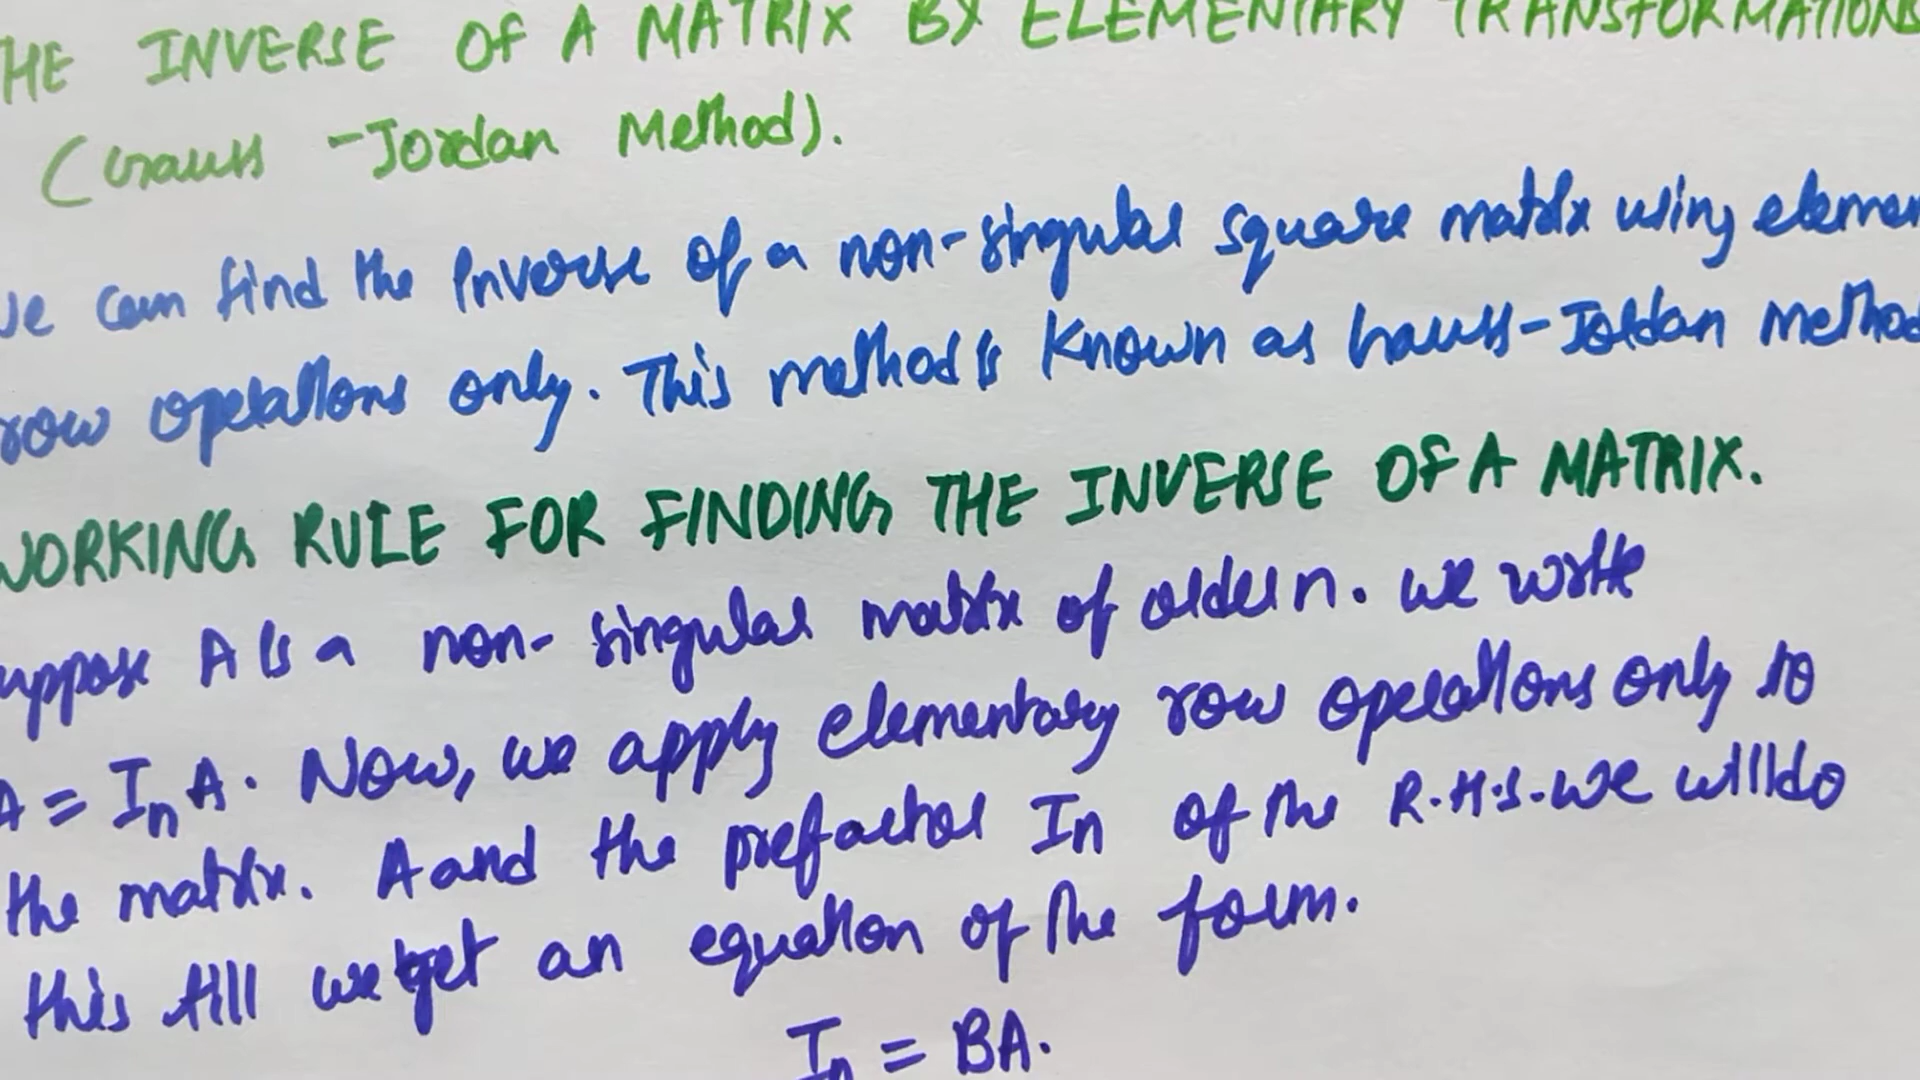 HE INVERSE OF A MATRIX BY ELEMENTARY TRANSFORMATIONS
(Gauss -Jordan Method).
we can find the Inverse of a non-singular square matrix using elemen
row operations only. This method is known as Gauss-Jordan method
WORKING RULE FOR FINDING THE INVERSE OF A MATRIX.
uppose A is a non-singular matrix of order n. we write
A = InA. Now, we apply elementary row operations only to
the matrix. A and the prefactor In of the R.H.S. we will do
this till we get an equation of the form.
In = BA.